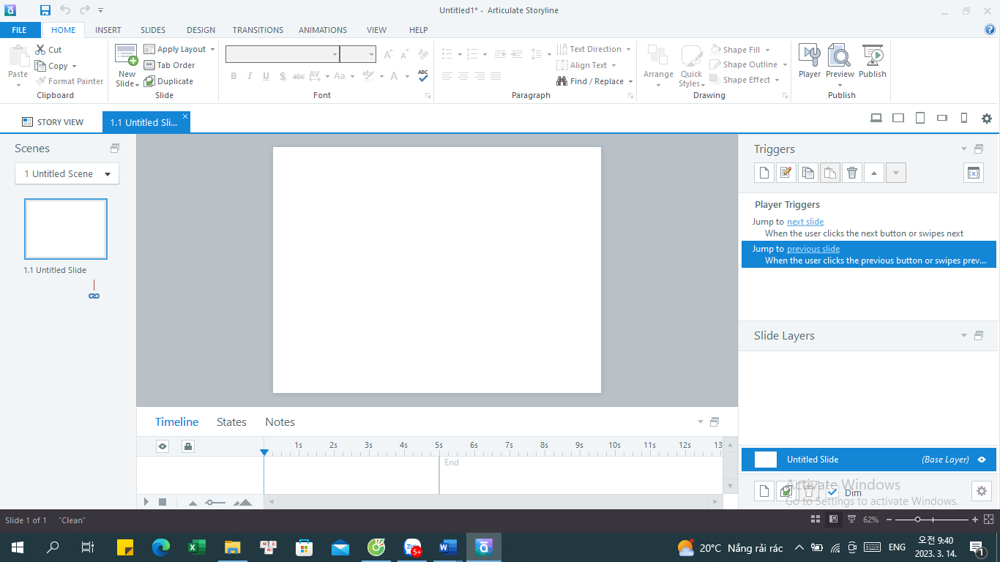 Untitled1* - Articulate Storyline
FILE HOME INSERT SLIDES DESIGN TRANSITIONS ANIMATIONS VIEW HELP
Paste
Cut
Copy
Format Painter
Clipboard
New Slide
Apply Layout
Tab Order
Duplicate
Slide
B I U S abc AV Aa ab A ABC
Font
Text Direction
Align Text
Find / Replace
Paragraph
Arrange
Quick Styles
Shape Fill
Shape Outline
Shape Effect
Drawing
Player Preview Publish
Publish
STORY VIEW
1.1 Untitled Sli...
Scenes
1 Untitled Scene
1.1 Untitled Slide
Triggers
Player Triggers
Jump to next slide
When the user clicks the next button or swipes next
Jump to previous slide
When the user clicks the previous button or swipes prev...
Slide Layers
Timeline States Notes
1s 2s 3s 4s 5s 6s 7s 8s 9s 10s 11s 12s 13
End
Untitled Slide (Base Layer)
Dim
Activate Windows
Go to Settings to activate Windows.
Slide 1 of 1 "Clean"
62%
20°C Nắng rải rác
ENG
오전 9:40
2023. 3. 14.
5+
1